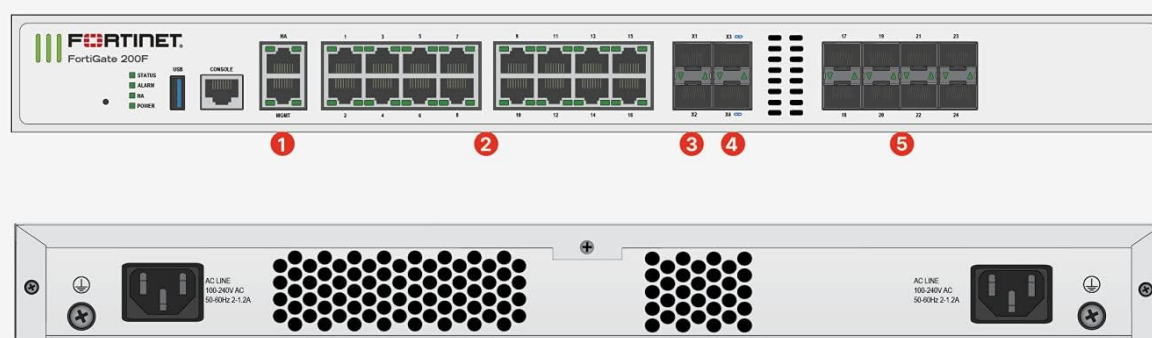 FORTINET
FortiGate 200F
STATUS
ALARM
HA
POWER
USB
CONSOLE
HA
MGMT
1 3 5 7
2 4 6 8
9 11 13 15
10 12 14 16
X1 X3
X2 X4
17 19 21 23
18 20 22 24
1 2 3 4 5
AC LINE
100-240V AC
50-60Hz 2-1.2A
AC LINE
100-240V AC
50-60Hz 2-1.2A